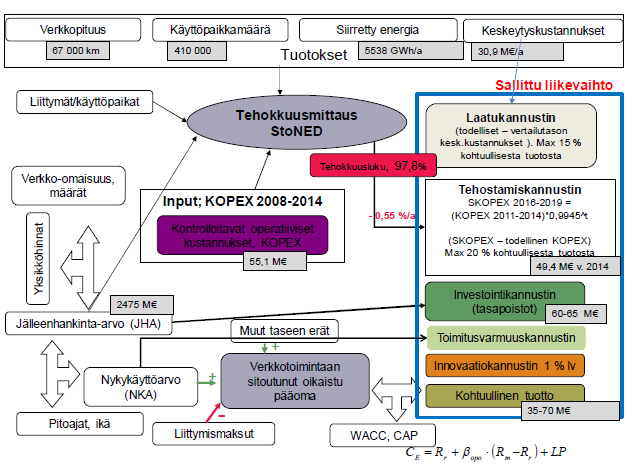 Verkkopituus
67 000 km
Käyttöpaikkamäärä
410 000
Siirretty energia
5538 GWh/a
Keskeytyskustannukset
30,9 M€/a
Tuotokset
Sallittu liikevaihto
Liittymät/käyttöpaikat
Tehokkuusmittaus
StoNED
Tehokkuusluku, 97,8%
Laatukannustin
(todelliset – vertailutason
kesk.kustannukset ). Max 15 %
kohtuullisesta tuotosta
Verkko-omaisuus,
määrät
Input; KOPEX 2008-2014
Kontrolloitavat operatiiviset
kustannukset, KOPEX
55,1 M€
- 0,55 %/a
Tehostamiskannustin
SKOPEX 2016-2019 =
(KOPEX 2011-2014)*0,9945^t
(SKOPEX – todellinen KOPEX)
Max 20 % kohtuullisesta tuotosta
49,4 M€ v. 2014
Yksikköhinnat
2475 M€
Jälleenhankinta-arvo (JHA)
Investointikannustin
(tasapoistot)
60-65 M€
Muut taseen erät
+
Toimitusvarmuuskannustin
Nykykäyttöarvo
(NKA)
+
Verkkotoimintaan
sitoutunut oikaistu
pääoma
Innovaatiokannustin 1 % lv
Kohtuullinen tuotto
35-70 M€
Pitoajat, ikä
–
Liittymismaksut
WACC, CAP
C_E = R_r + β_opo · (R_m − R_r) + LP